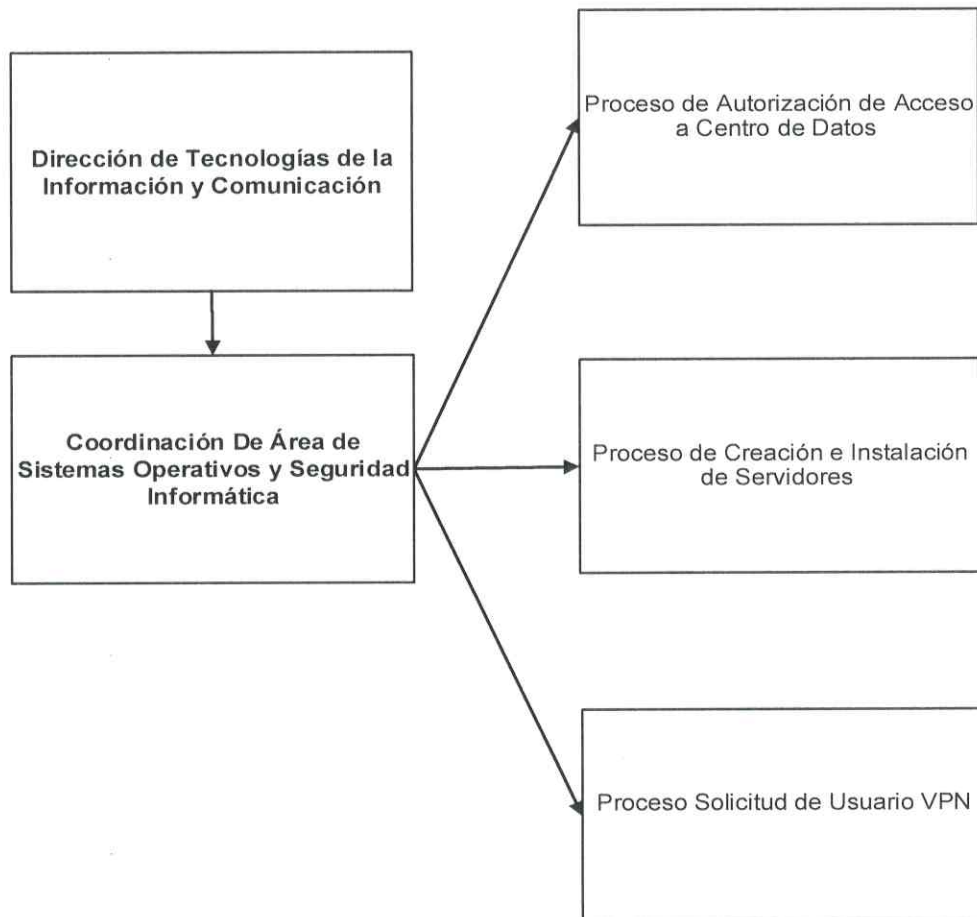 Dirección de Tecnologías de la
Información y Comunicación
Coordinación De Área de
Sistemas Operativos y Seguridad
Informática
Proceso de Autorización de Acceso
a Centro de Datos
Proceso de Creación e Instalación
de Servidores
Proceso Solicitud de Usuario VPN